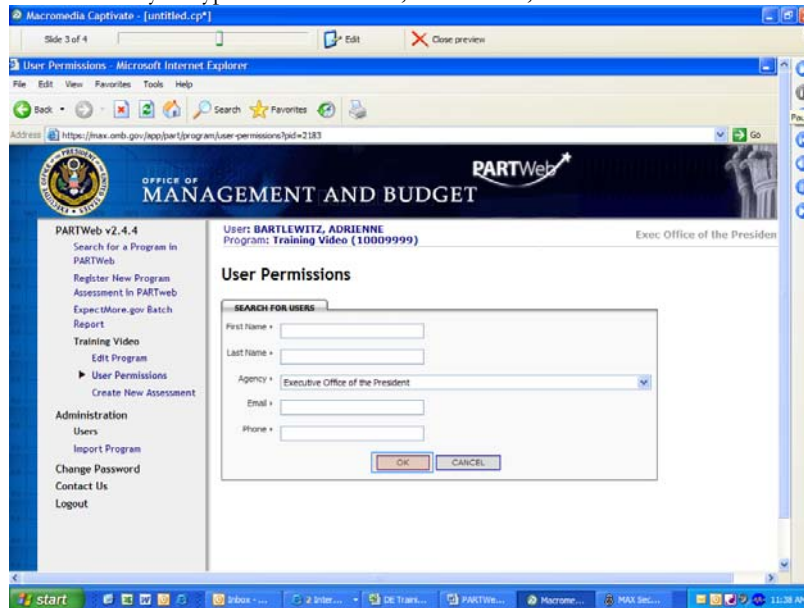 Macromedia Captivate - [untitled.cp*]
Slide 3 of 4
Edit
Close preview
User Permissions - Microsoft Internet Explorer
File Edit View Favorites Tools Help
Back
Search
Favorites
Address https://max.omb.gov/app/part/program/user-permissions?pid=2183
Go
OFFICE OF
MANAGEMENT AND BUDGET
PARTWeb
PARTWeb v2.4.4
Search for a Program in
PARTWeb
Register New Program
Assessment in PARTweb
ExpectMore.gov Batch
Report
Training Video
Edit Program
User Permissions
Create New Assessment
Administration
Users
Import Program
Change Password
Contact Us
Logout
User: BARTLEWITZ, ADRIENNE
Program: Training Video (10009999)
Exec Office of the Presiden
User Permissions
SEARCH FOR USERS
First Name
Last Name
Agency Executive Office of the President
Email
Phone
OK CANCEL
start
Inbox - ...
2 Inter...
DE Train...
PARTWe...
Macrome...
MAX Sec...
11:38 AM